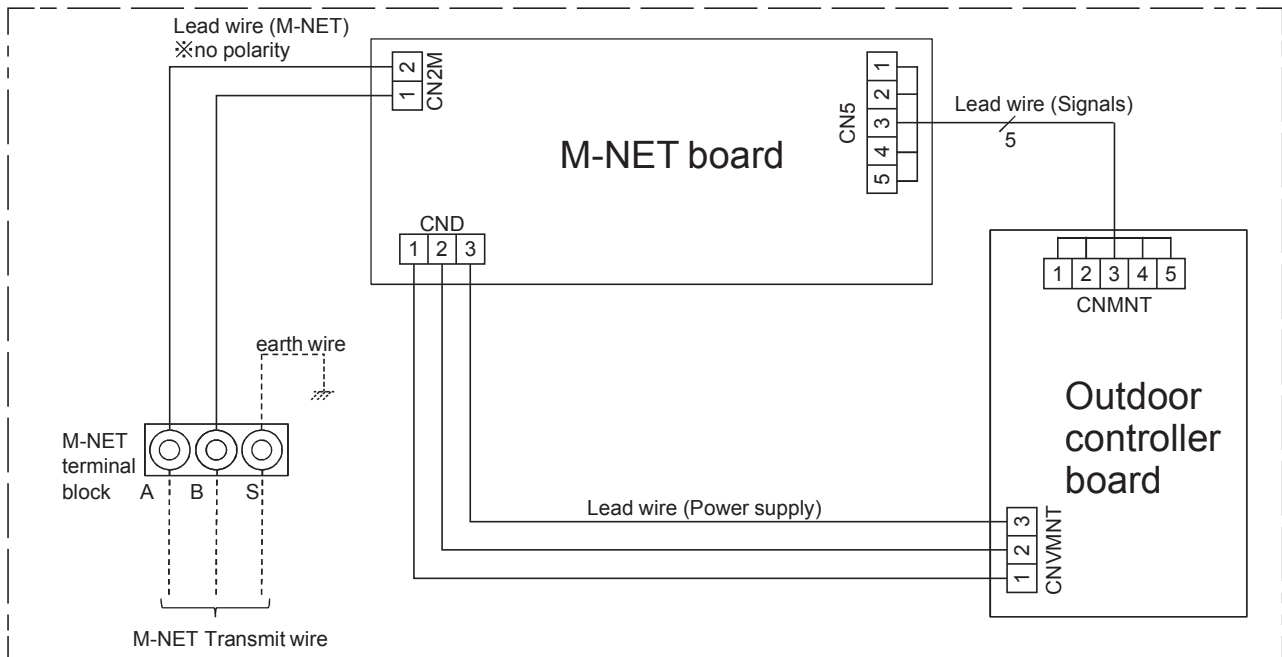 Lead wire (M-NET)
※no polarity
2
1
CN2M
M-NET board
CN5
1
2
3
4
5
Lead wire (Signals)
5
CND
1 2 3
1 2 3 4 5
CNMNT
earth wire
Outdoor
controller
board
M-NET
terminal
block
A B S
Lead wire (Power supply)
3
2
1
CNVMNT
M-NET Transmit wire